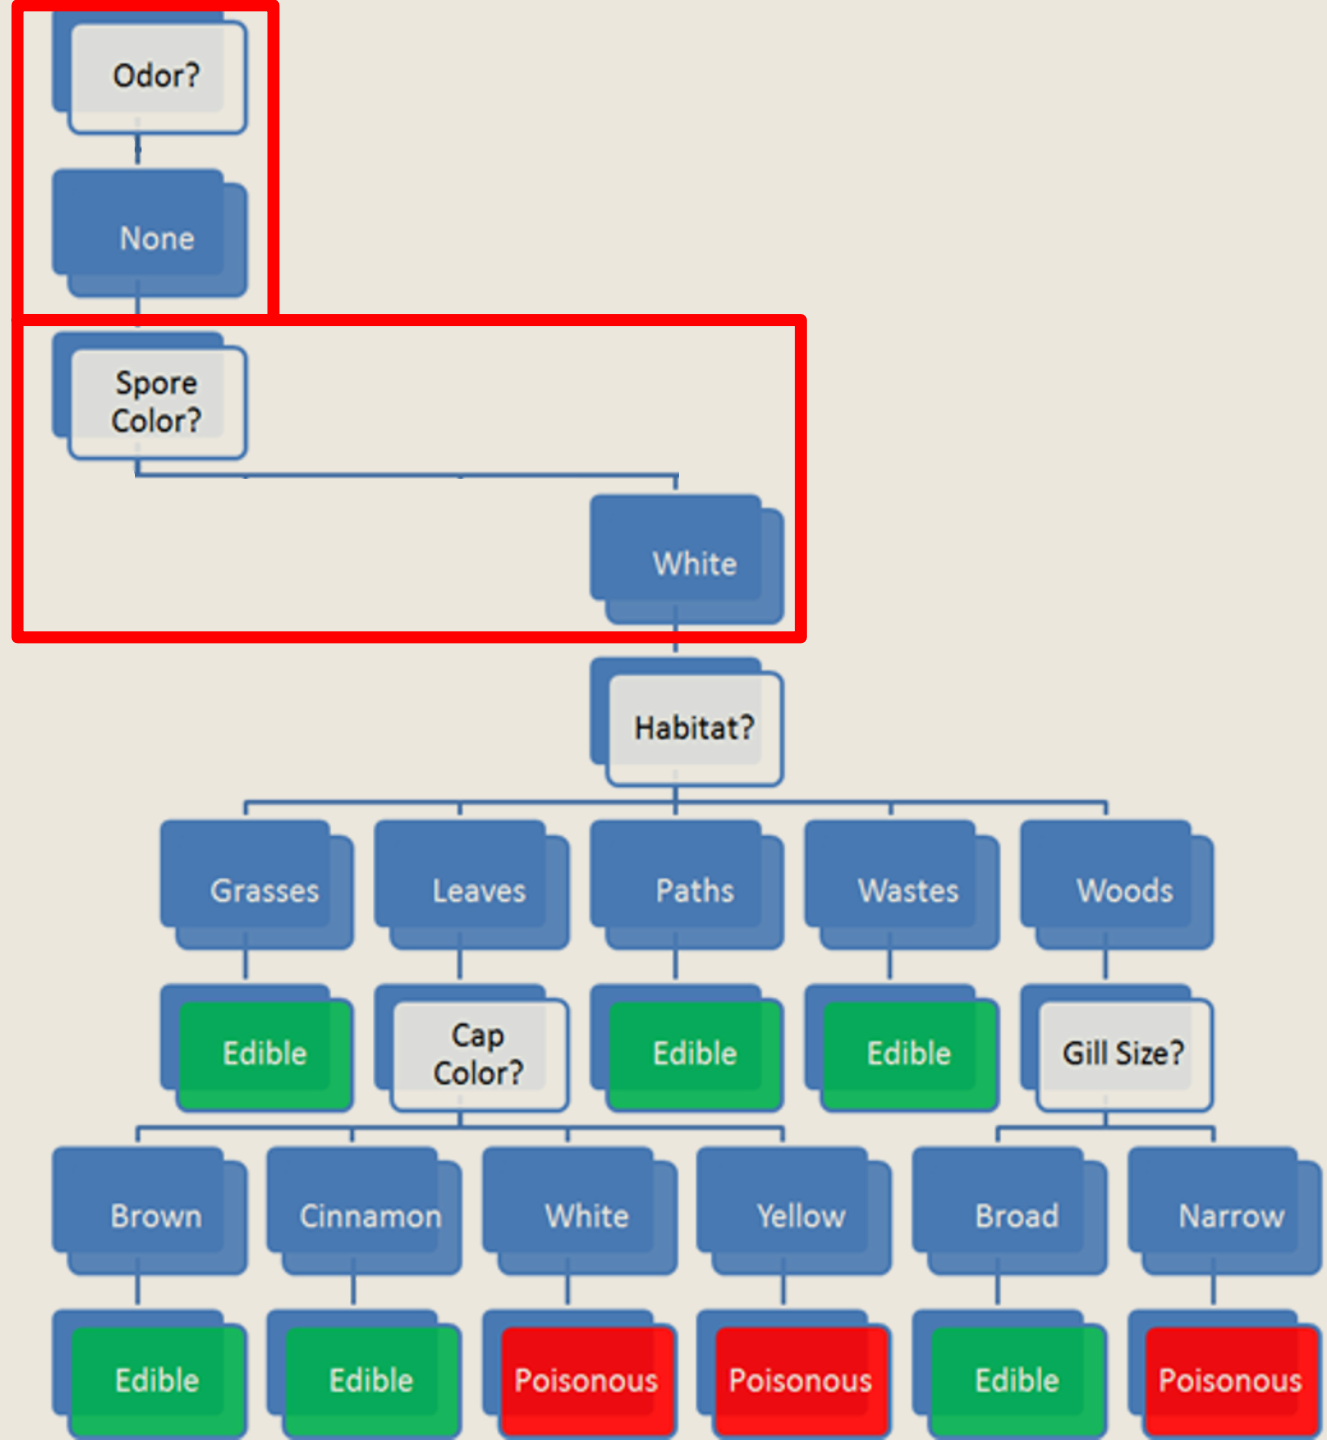 Odor?
None
Spore
Color?
White
Habitat?
Grasses
Leaves
Paths
Wastes
Woods
Edible
Cap
Color?
Edible
Edible
Gill Size?
Brown
Cinnamon
White
Yellow
Broad
Narrow
Edible
Edible
Poisonous
Poisonous
Edible
Poisonous